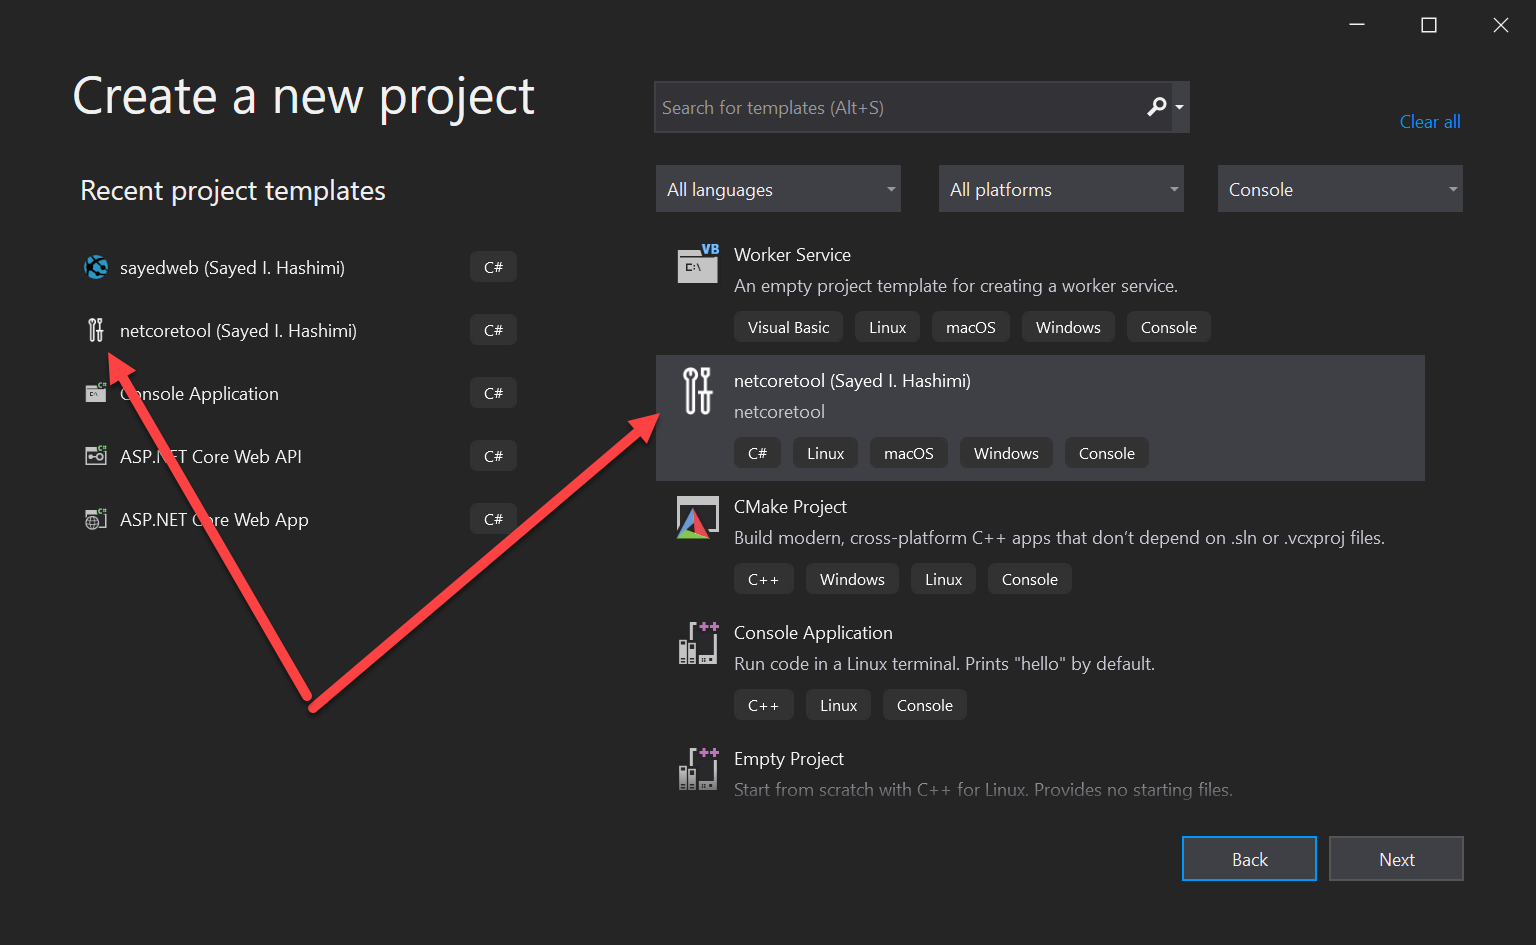 Create a new project
Search for templates (Alt+S)
Clear all
Recent project templates
All languages
All platforms
Console
sayedweb (Sayed I. Hashimi)
C#
netcoretool (Sayed I. Hashimi)
C#
Console Application
C#
ASP.NET Core Web API
C#
ASP.NET Core Web App
C#
VB
C:\
Worker Service
An empty project template for creating a worker service.
Visual Basic Linux macOS Windows Console
netcoretool (Sayed I. Hashimi)
netcoretool
C# Linux macOS Windows Console
CMake Project
Build modern, cross-platform C++ apps that don’t depend on .sln or .vcxproj files.
C++ Windows Linux Console
++
Console Application
Run code in a Linux terminal. Prints "hello" by default.
C++ Linux Console
++
Empty Project
Start from scratch with C++ for Linux. Provides no starting files.
Back
Next